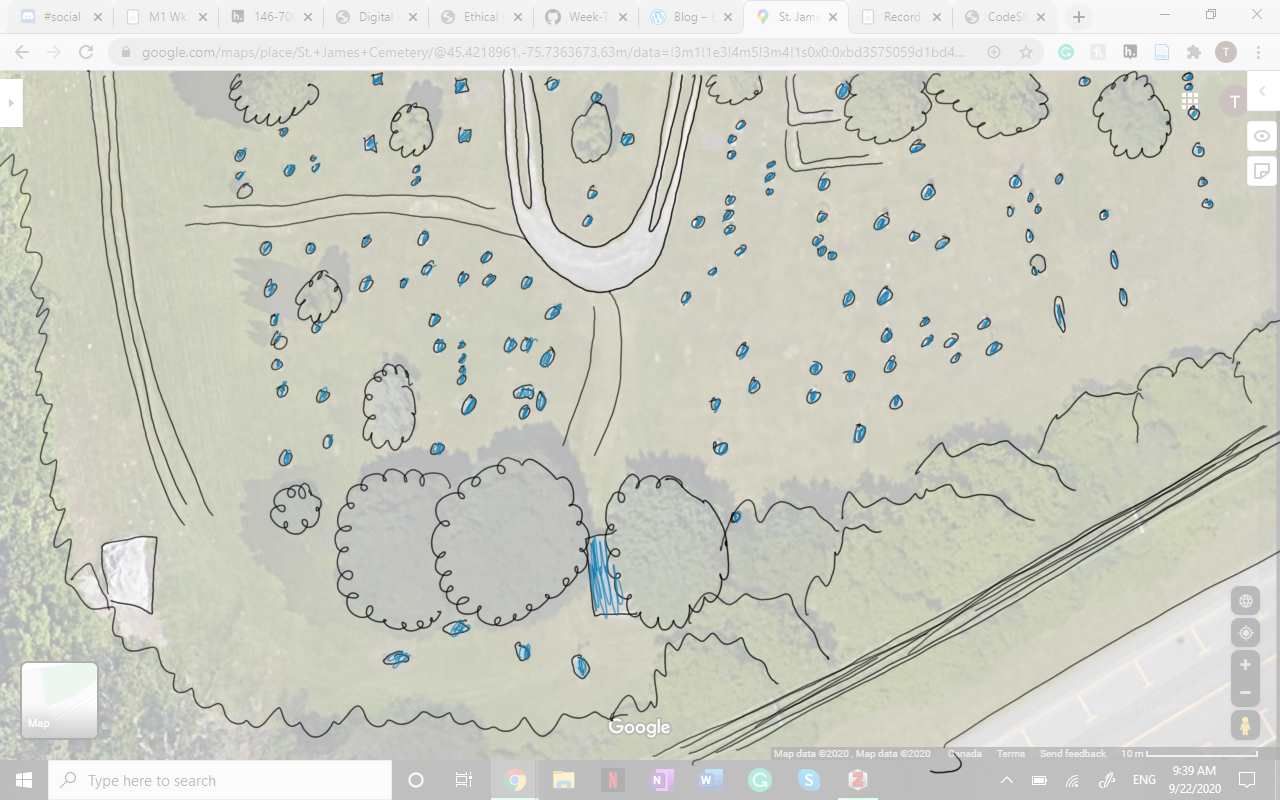 #social
M1 Wk
146-70
Digital
Ethical
Week-T
Blog –
St. Jame
Record
CodeSk
google.com/maps/place/St.+James+Cemetery/@45.4218961,-75.7363673,63m/data=!3m1!1e3!4m5!3m4!1s0x0:0xbd3575059d1bd4...
T
T
Map
Google
Map data ©2020 , Map data ©2020 Canada Terms Send feedback 10 m
Type here to search
ENG
9:39 AM
9/22/2020